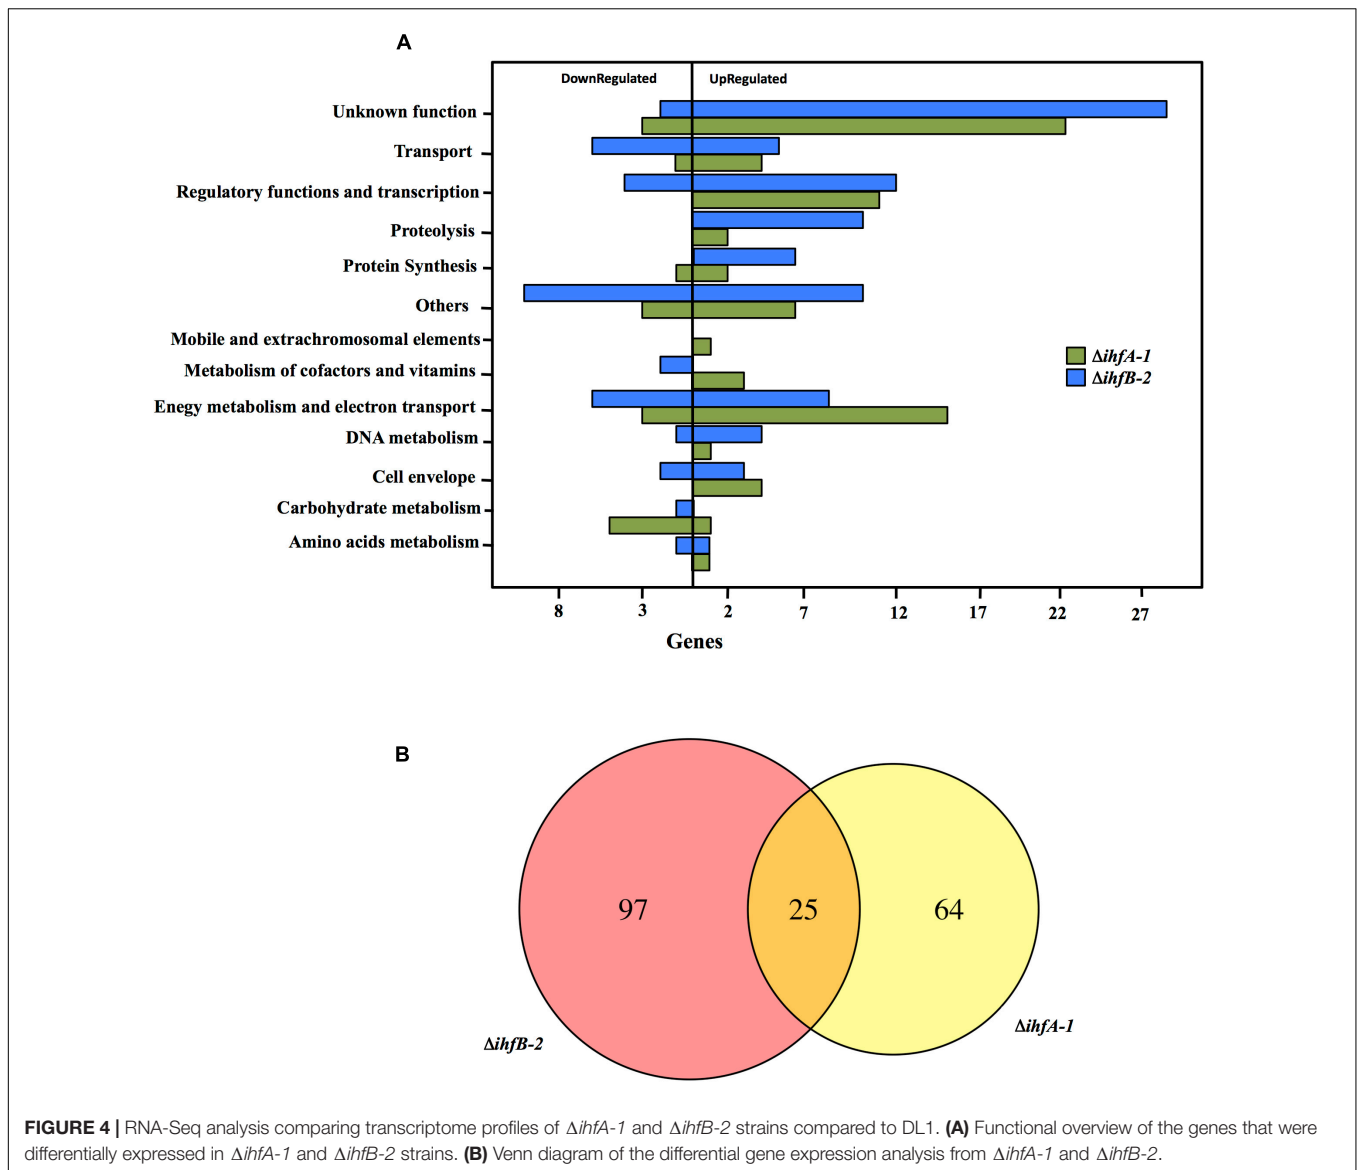 A
DownRegulated UpRegulated
Unknown function
Transport
Regulatory functions and transcription
Proteolysis
Protein Synthesis
Others
Mobile and extrachromosomal elements
Metabolism of cofactors and vitamins
Enegy metabolism and electron transport
DNA metabolism
Cell envelope
Carbohydrate metabolism
Amino acids metabolism
ΔihfA-1
ΔihfB-2
8 3 2 7 12 17 22 27
Genes
B
97 25 64
ΔihfB-2
ΔihfA-1
FIGURE 4 | RNA-Seq analysis comparing transcriptome profiles of ΔihfA-1 and ΔihfB-2 strains compared to DL1. (A) Functional overview of the genes that were
differentially expressed in ΔihfA-1 and ΔihfB-2 strains. (B) Venn diagram of the differential gene expression analysis from ΔihfA-1 and ΔihfB-2.